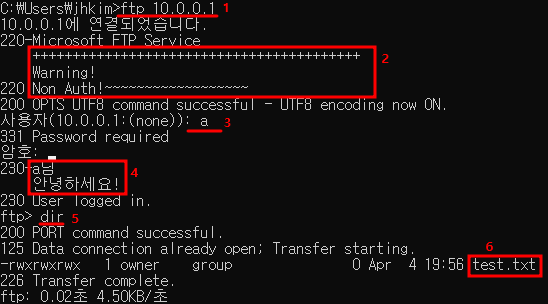 C:\Users\jhkim>ftp 10.0.0.1 1
10.0.0.1에 연결되었습니다.
220-Microsoft FTP Service
+++++++++++++++++++++++++++++++++++++++++ 2
Warning!
220 Non Auth!~~~~~~~~~~~~~~~~~~
200 OPTS UTF8 command successful - UTF8 encoding now ON.
사용자(10.0.0.1:(none)): a 3
331 Password required
암호:
230-a님 4
안녕하세요!
230 User logged in.
ftp> dir 5
200 PORT command successful.
125 Data connection already open; Transfer starting. 6
-rwxrwxrwx 1 owner group 0 Apr 4 19:56 test.txt
226 Transfer complete.
ftp: 0.02초 4.50KB/초